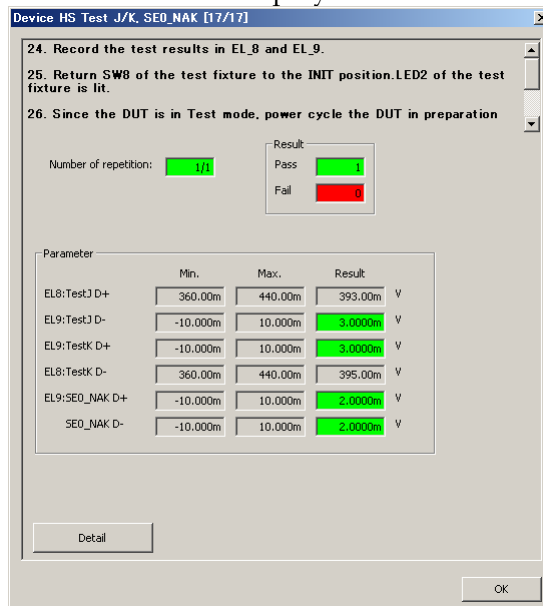 Device HS Test J/K, SE0_NAK [17/17]
24. Record the test results in EL_8 and EL_9.
25. Return SW8 of the test fixture to the INIT position.LED2 of the test
fixture is lit.
26. Since the DUT is in Test mode, power cycle the DUT in preparation
Result
Number of repetition: 1/1 Pass 1
Fail 0
Parameter
Min. Max. Result
EL8:TestJ D+ 360.00m 440.00m 393.00m V
EL9:TestJ D- -10.000m 10.000m 3.0000m V
EL9:TestK D+ -10.000m 10.000m 3.0000m V
EL8:TestK D- 360.00m 440.00m 395.00m V
EL9:SE0_NAK D+ -10.000m 10.000m 2.0000m V
SE0_NAK D- -10.000m 10.000m 2.0000m V
Detail
OK